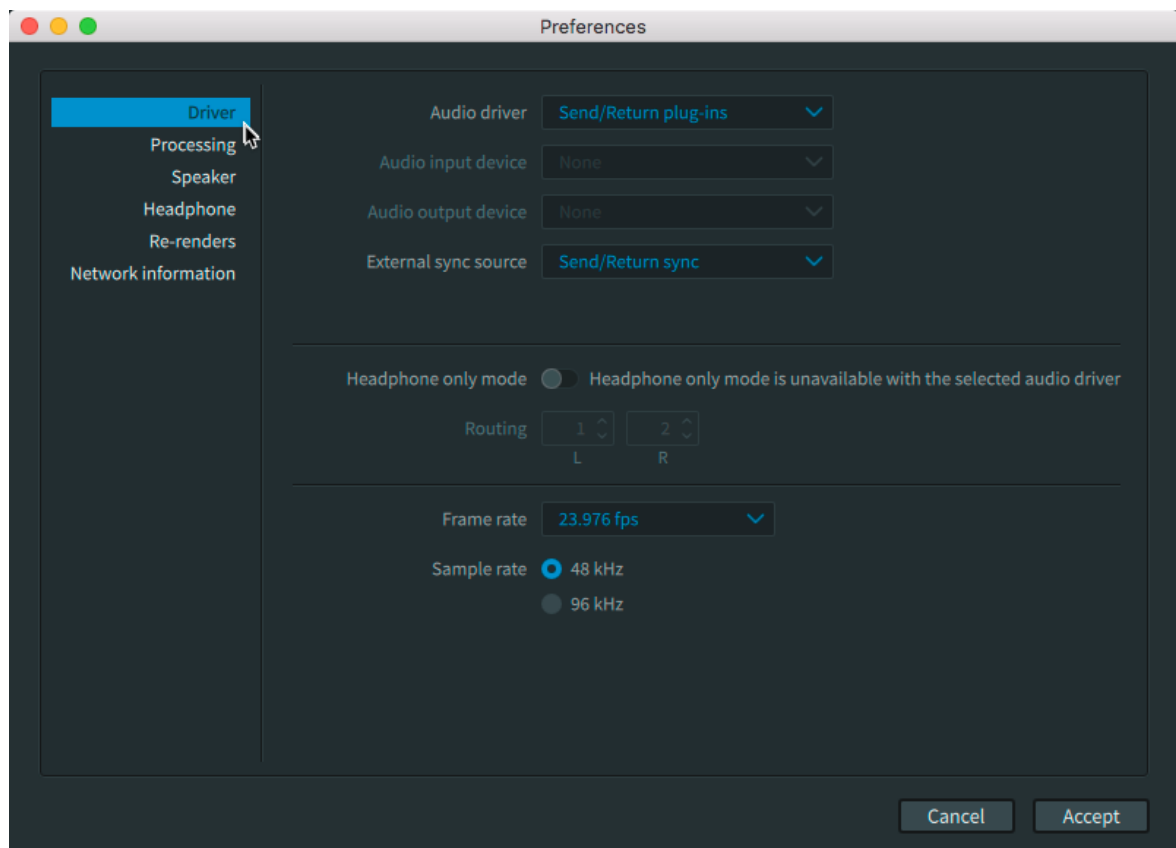 Preferences
Driver
Processing
Speaker
Headphone
Re-renders
Network information
Audio driver Send/Return plug-ins
Audio input device None
Audio output device None
External sync source Send/Return sync
Headphone only mode Headphone only mode is unavailable with the selected audio driver
Routing 1 2
L R
Frame rate 23.976 fps
Sample rate 48 kHz
96 kHz
Cancel Accept